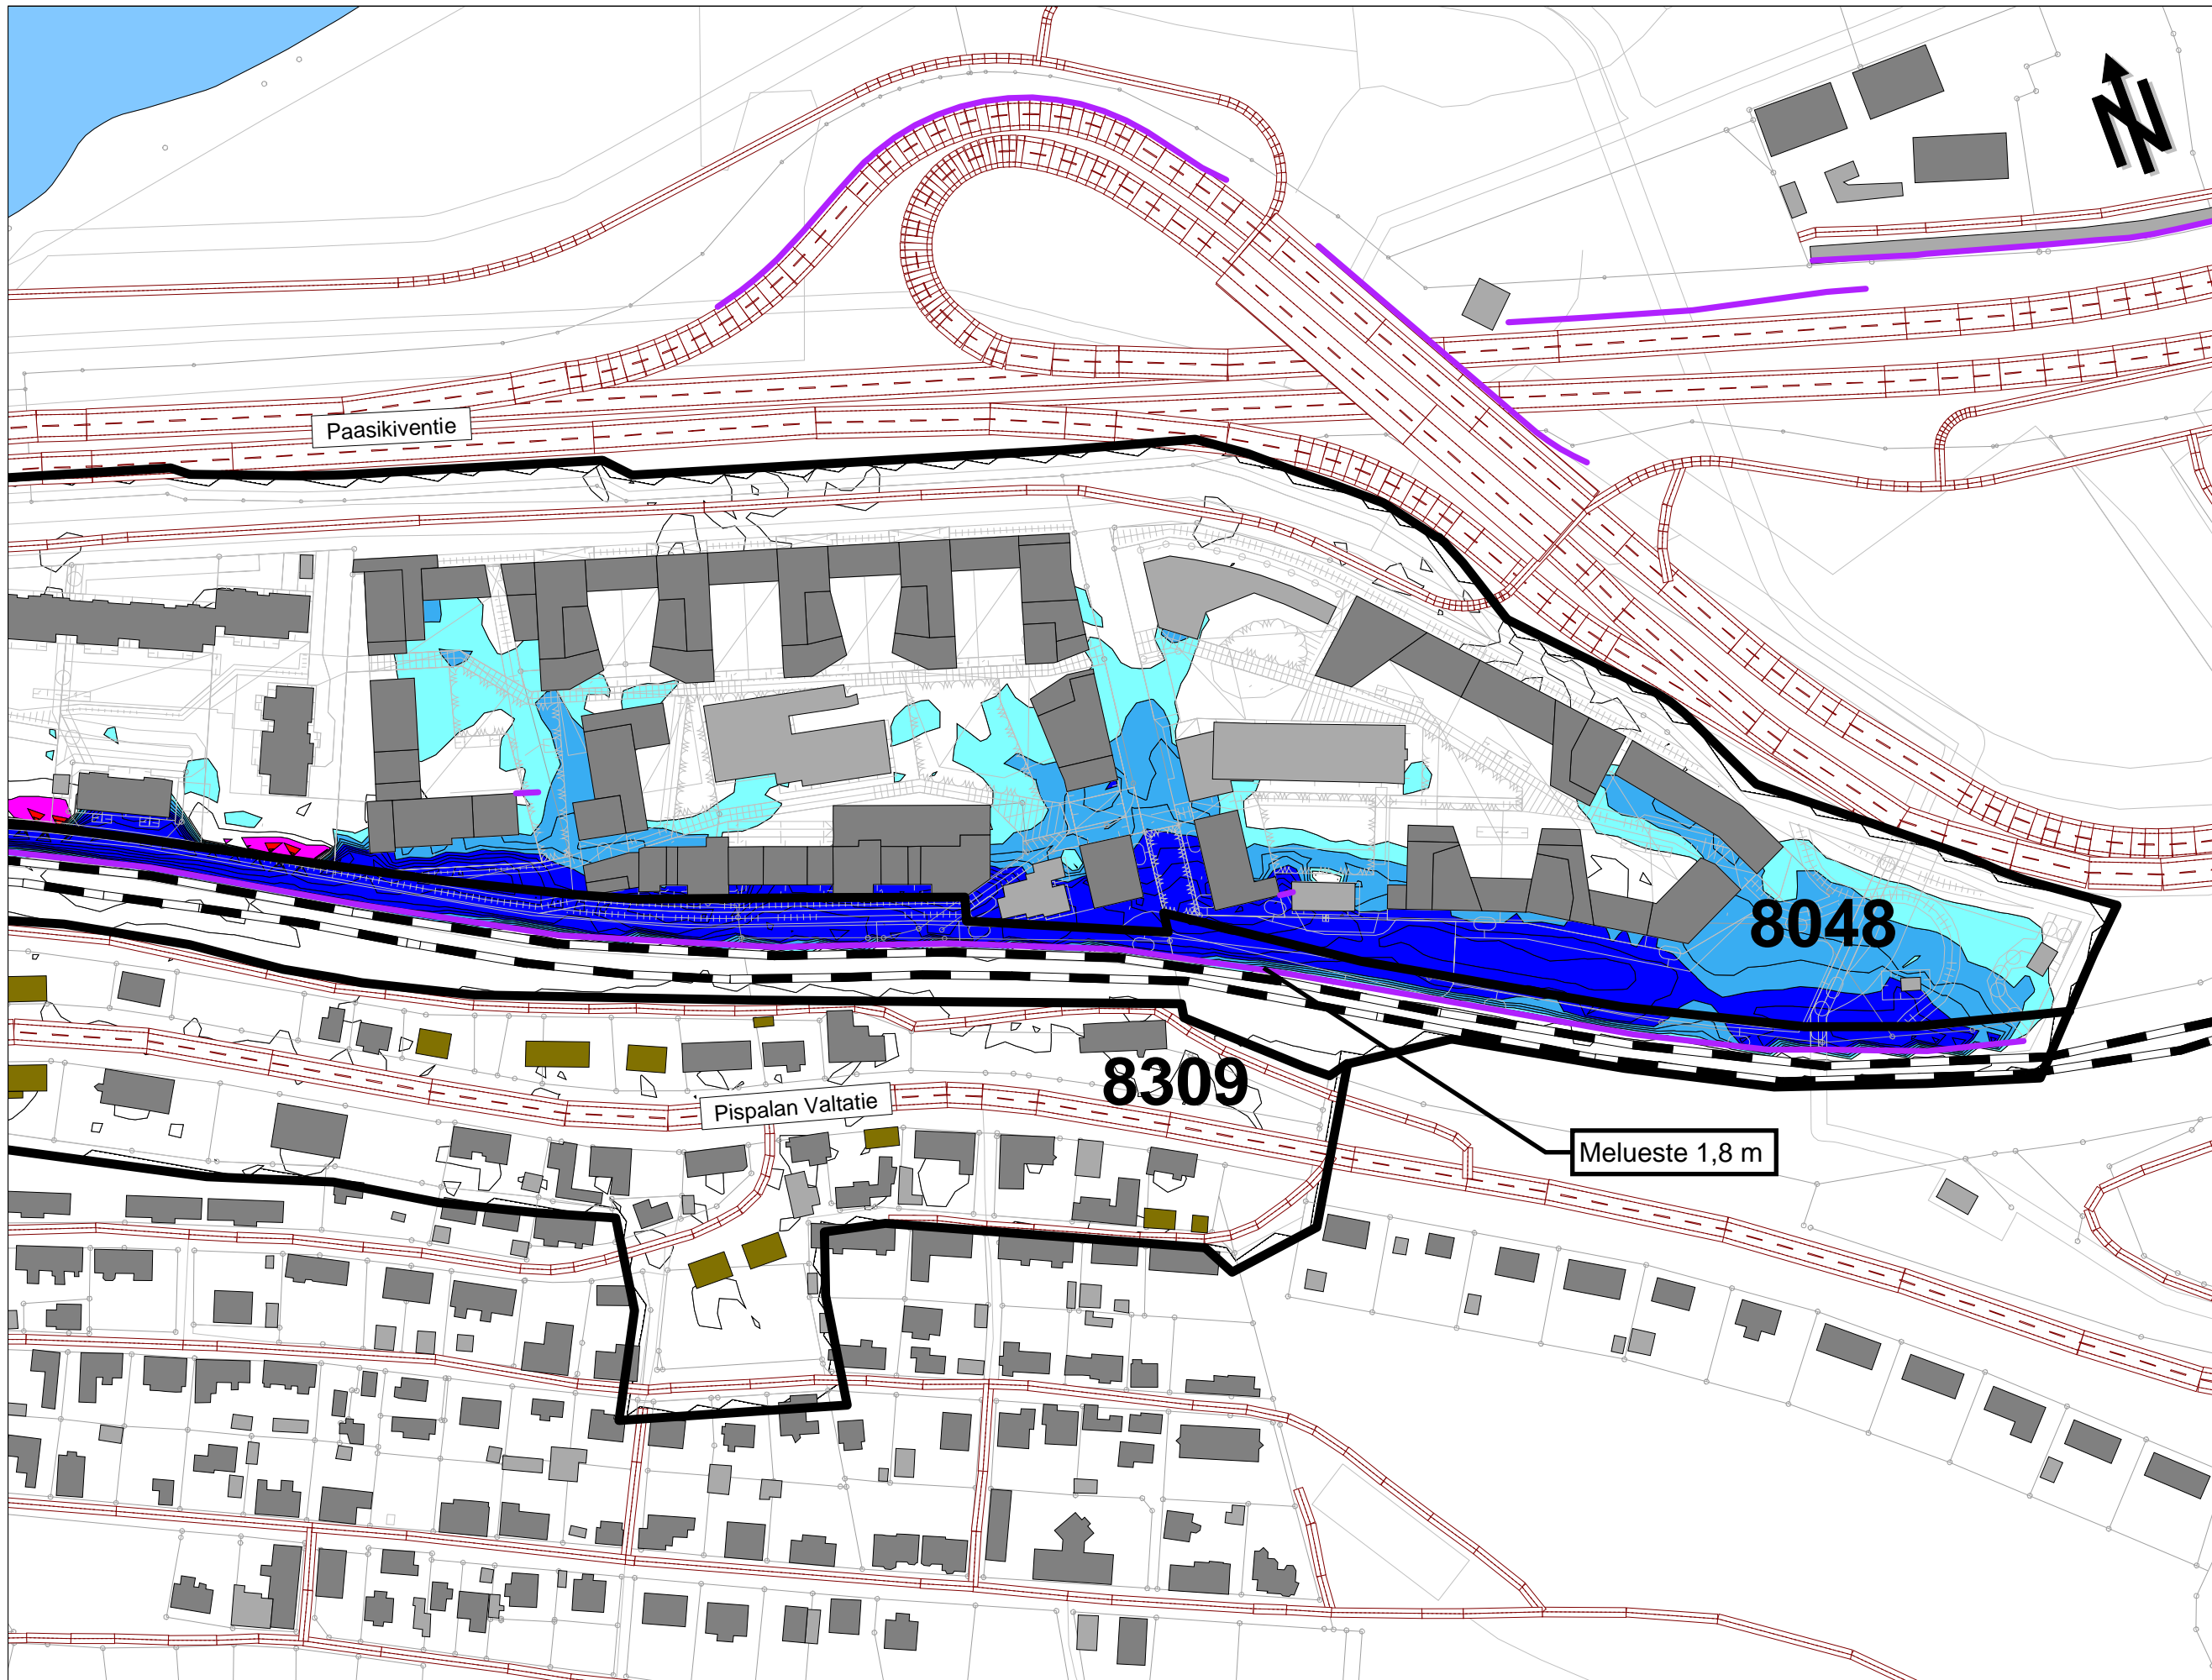 N
Paasikiventie
8048
8309
Pispalan Valtatie
Melueste 1,8 m